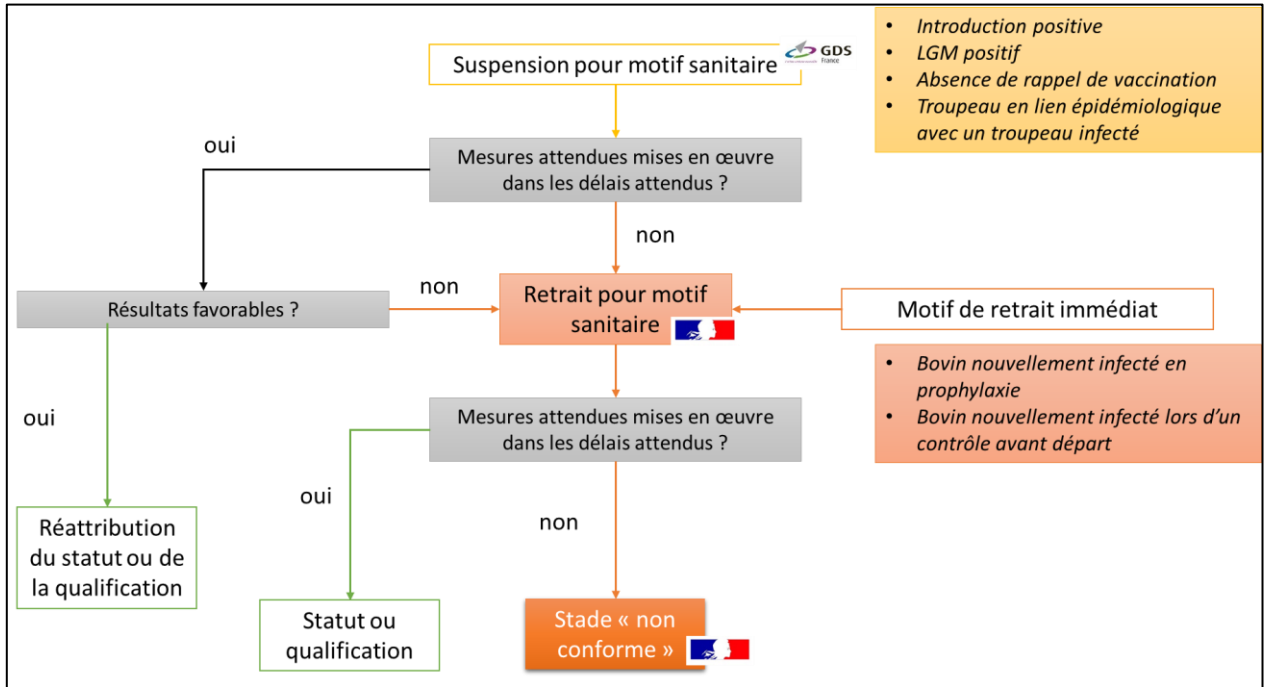 Suspension pour motif sanitaire
GDS
France
• Introduction positive
• LGM positif
• Absence de rappel de vaccination
• Troupeau en lien épidémiologique
avec un troupeau infecté
oui
Mesures attendues mises en œuvre
dans les délais attendus ?
non
Résultats favorables ?
non
Retrait pour motif
sanitaire
Motif de retrait immédiat
• Bovin nouvellement infecté en
prophylaxie
• Bovin nouvellement infecté lors d’un
contrôle avant départ
oui
Mesures attendues mises en œuvre
dans les délais attendus ?
oui
non
Réattribution
du statut ou de
la qualification
Statut ou
qualification
Stade « non
conforme »